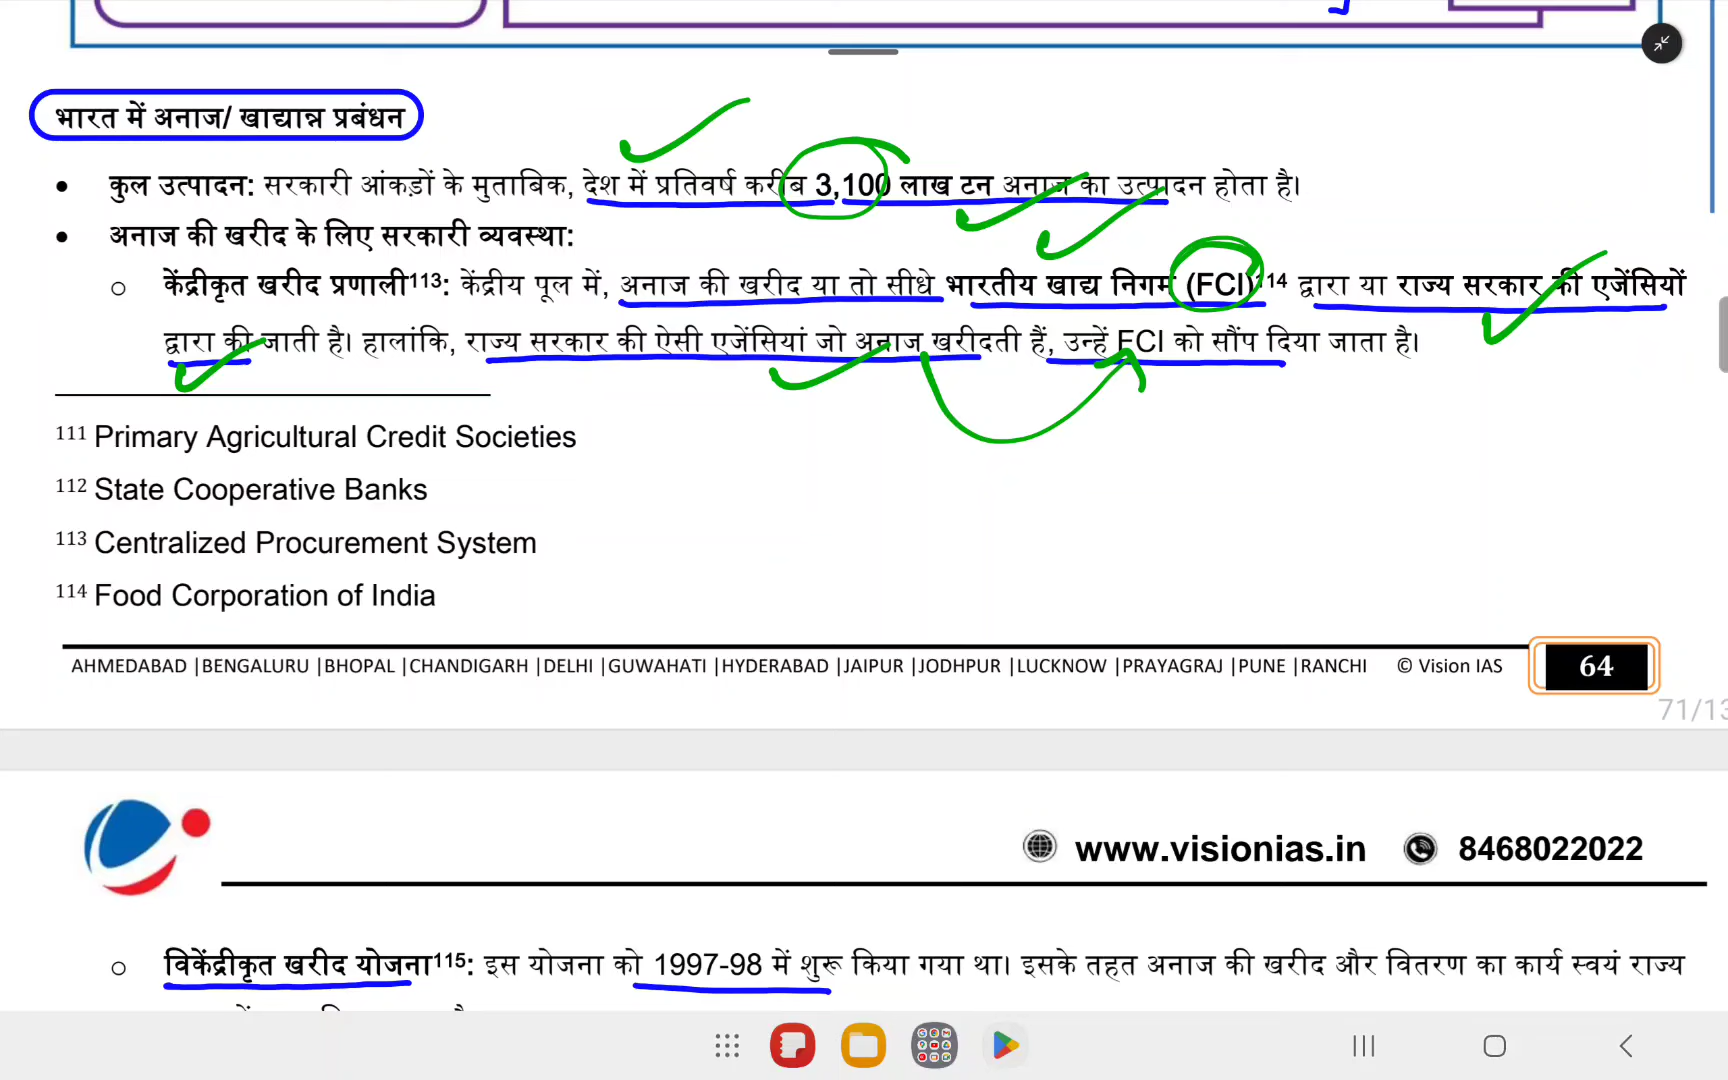 भारत में अनाज/ खाद्यान्न प्रबंधन
• कुल उत्पादन: सरकारी आंकड़ों के मुताबिक, देश में प्रतिवर्ष करीब 3,100 लाख टन अनाज का उत्पादन होता है।
• अनाज की खरीद के लिए सरकारी व्यवस्था:
○ केंद्रीकृत खरीद प्रणाली¹¹³: केंद्रीय पूल में, अनाज की खरीद या तो सीधे भारतीय खाद्य निगम (FCI)¹¹⁴ द्वारा या राज्य सरकार की एजेंसियों
द्वारा की जाती है। हालांकि, राज्य सरकार की ऐसी एजेंसियां जो अनाज खरीदती हैं, उन्हें FCI को सौंप दिया जाता है।
¹¹¹ Primary Agricultural Credit Societies
¹¹² State Cooperative Banks
¹¹³ Centralized Procurement System
¹¹⁴ Food Corporation of India
AHMEDABAD |BENGALURU |BHOPAL |CHANDIGARH |DELHI |GUWAHATI |HYDERABAD |JAIPUR |JODHPUR |LUCKNOW |PRAYAGRAJ |PUNE |RANCHI © Vision IAS 64
71/13
www.visionias.in 8468022022
○ विकेंद्रीकृत खरीद योजना¹¹⁵: इस योजना को 1997-98 में शुरू किया गया था। इसके तहत अनाज की खरीद और वितरण का कार्य स्वयं राज्य